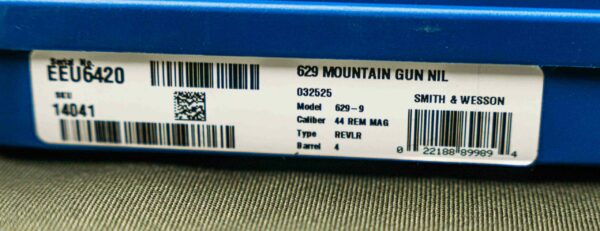 Serial No.
EEU6420
SKU
14041
629 MOUNTAIN GUN NIL
032525
Model 629-9
Caliber 44 REM MAG
Type REVLR
Barrel 4
SMITH & WESSON
0 22188 89989 4